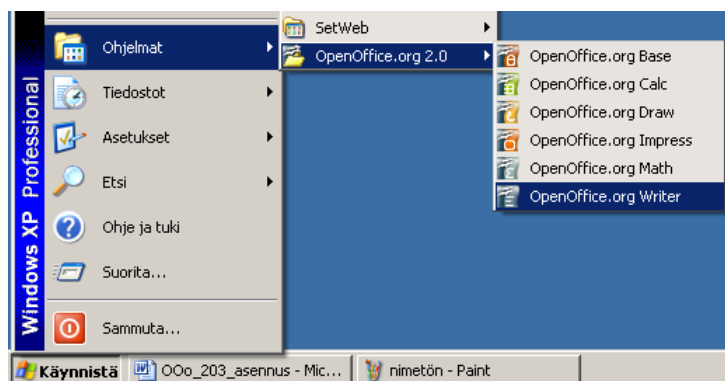 Windows XP Professional
Ohjelmat
Tiedostot
Asetukset
Etsi
Ohje ja tuki
Suorita...
Sammuta...
SetWeb
OpenOffice.org 2.0
OpenOffice.org Base
OpenOffice.org Calc
OpenOffice.org Draw
OpenOffice.org Impress
OpenOffice.org Math
OpenOffice.org Writer
Käynnistä
OOo_203_asennus - Mic...
nimetön - Paint